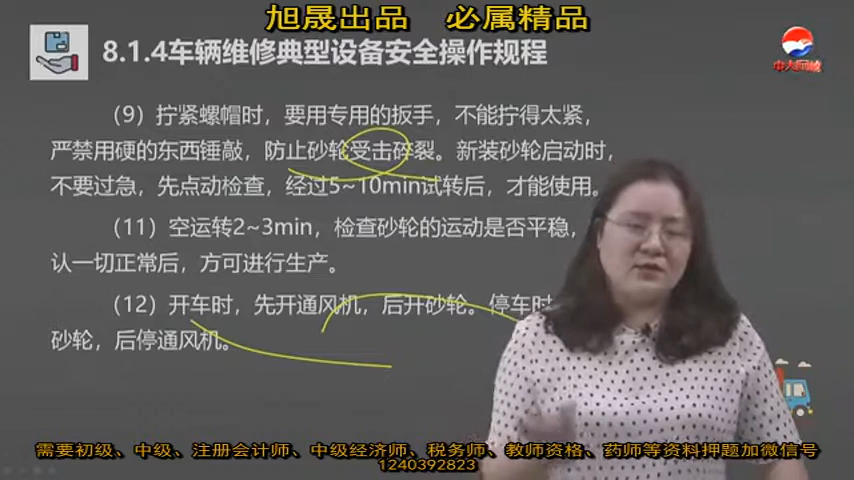 旭晟出品 必属精品
8.1.4车辆维修典型设备安全操作规程
中大网校
（9）拧紧螺帽时，要用专用的扳手，不能拧得太紧，
严禁用硬的东西锤敲，防止砂轮受击碎裂。新装砂轮启动时，
不要过急，先点动检查，经过5~10min试转后，才能使用。
（11）空运转2~3min，检查砂轮的运动是否平稳，
认一切正常后，方可进行生产。
（12）开车时，先开通风机，后开砂轮。停车时
砂轮，后停通风机。
需要初级、中级、注册会计师、中级经济师、税务师、教师资格、药师等资料押题加微信号
1240392823